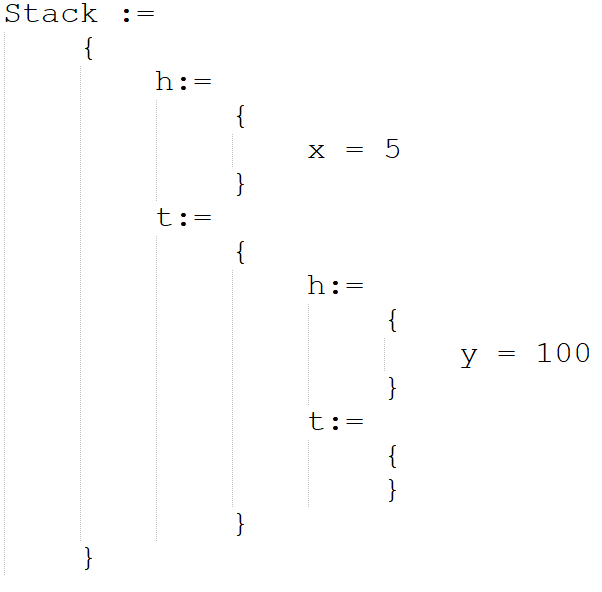 Stack :=
{
h:=
{
x = 5
}
t:=
{
h:=
{
y = 100
}
t:=
{
}
}
}